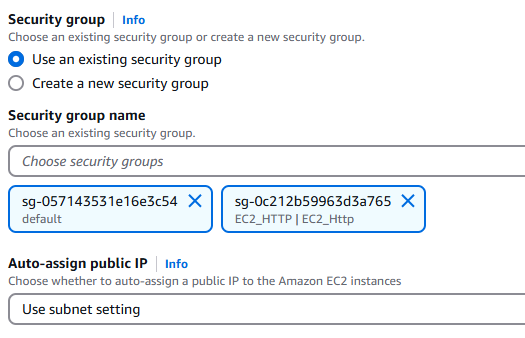 Security group Info
Choose an existing security group or create a new security group.
Use an existing security group
Create a new security group
Security group name
Choose an existing security group.
Choose security groups
sg-057143531e16e3c54
default
sg-0c212b59963d3a765
EC2_HTTP | EC2_Http
Auto-assign public IP Info
Choose whether to auto-assign a public IP to the Amazon EC2 instances
Use subnet setting